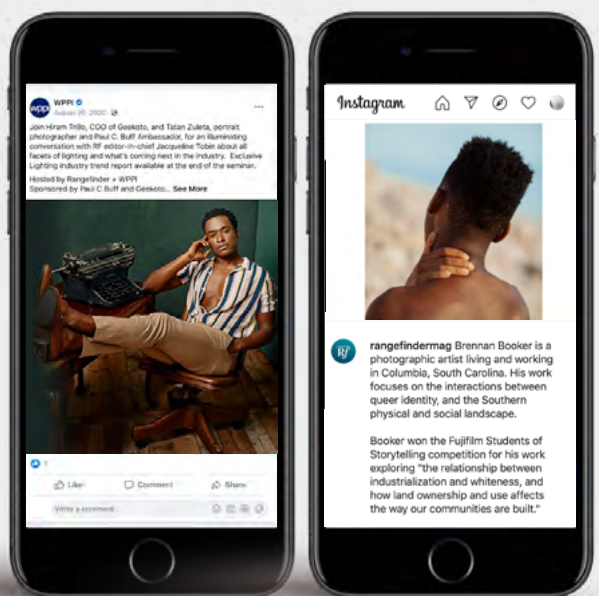 wppi
WPPI
August 20, 2020
Join Hiram Trillo, COO of Geekoto, and Tatan Zuleta, portrait
photographer and Paul C. Buff Ambassador, for an illuminating
conversation with RF editor-in-chief Jacqueline Tobin about all
facets of lighting and what's coming next in the industry. Exclusive
Lighting industry trend report available at the end of the seminar.
Hosted by Rangefinder + WPPI
Sponsored by Paul C Buff and Geekoto... See More
1
Like Comment Share
Write a comment...
Instagram
Rf
rangefindermag Brennan Booker is a
photographic artist living and working
in Columbia, South Carolina. His work
focuses on the interactions between
queer identity, and the Southern
physical and social landscape.
Booker won the Fujifilm Students of
Storytelling competition for his work
exploring "the relationship between
industrialization and whiteness, and
how land ownership and use affects
the way our communities are built."